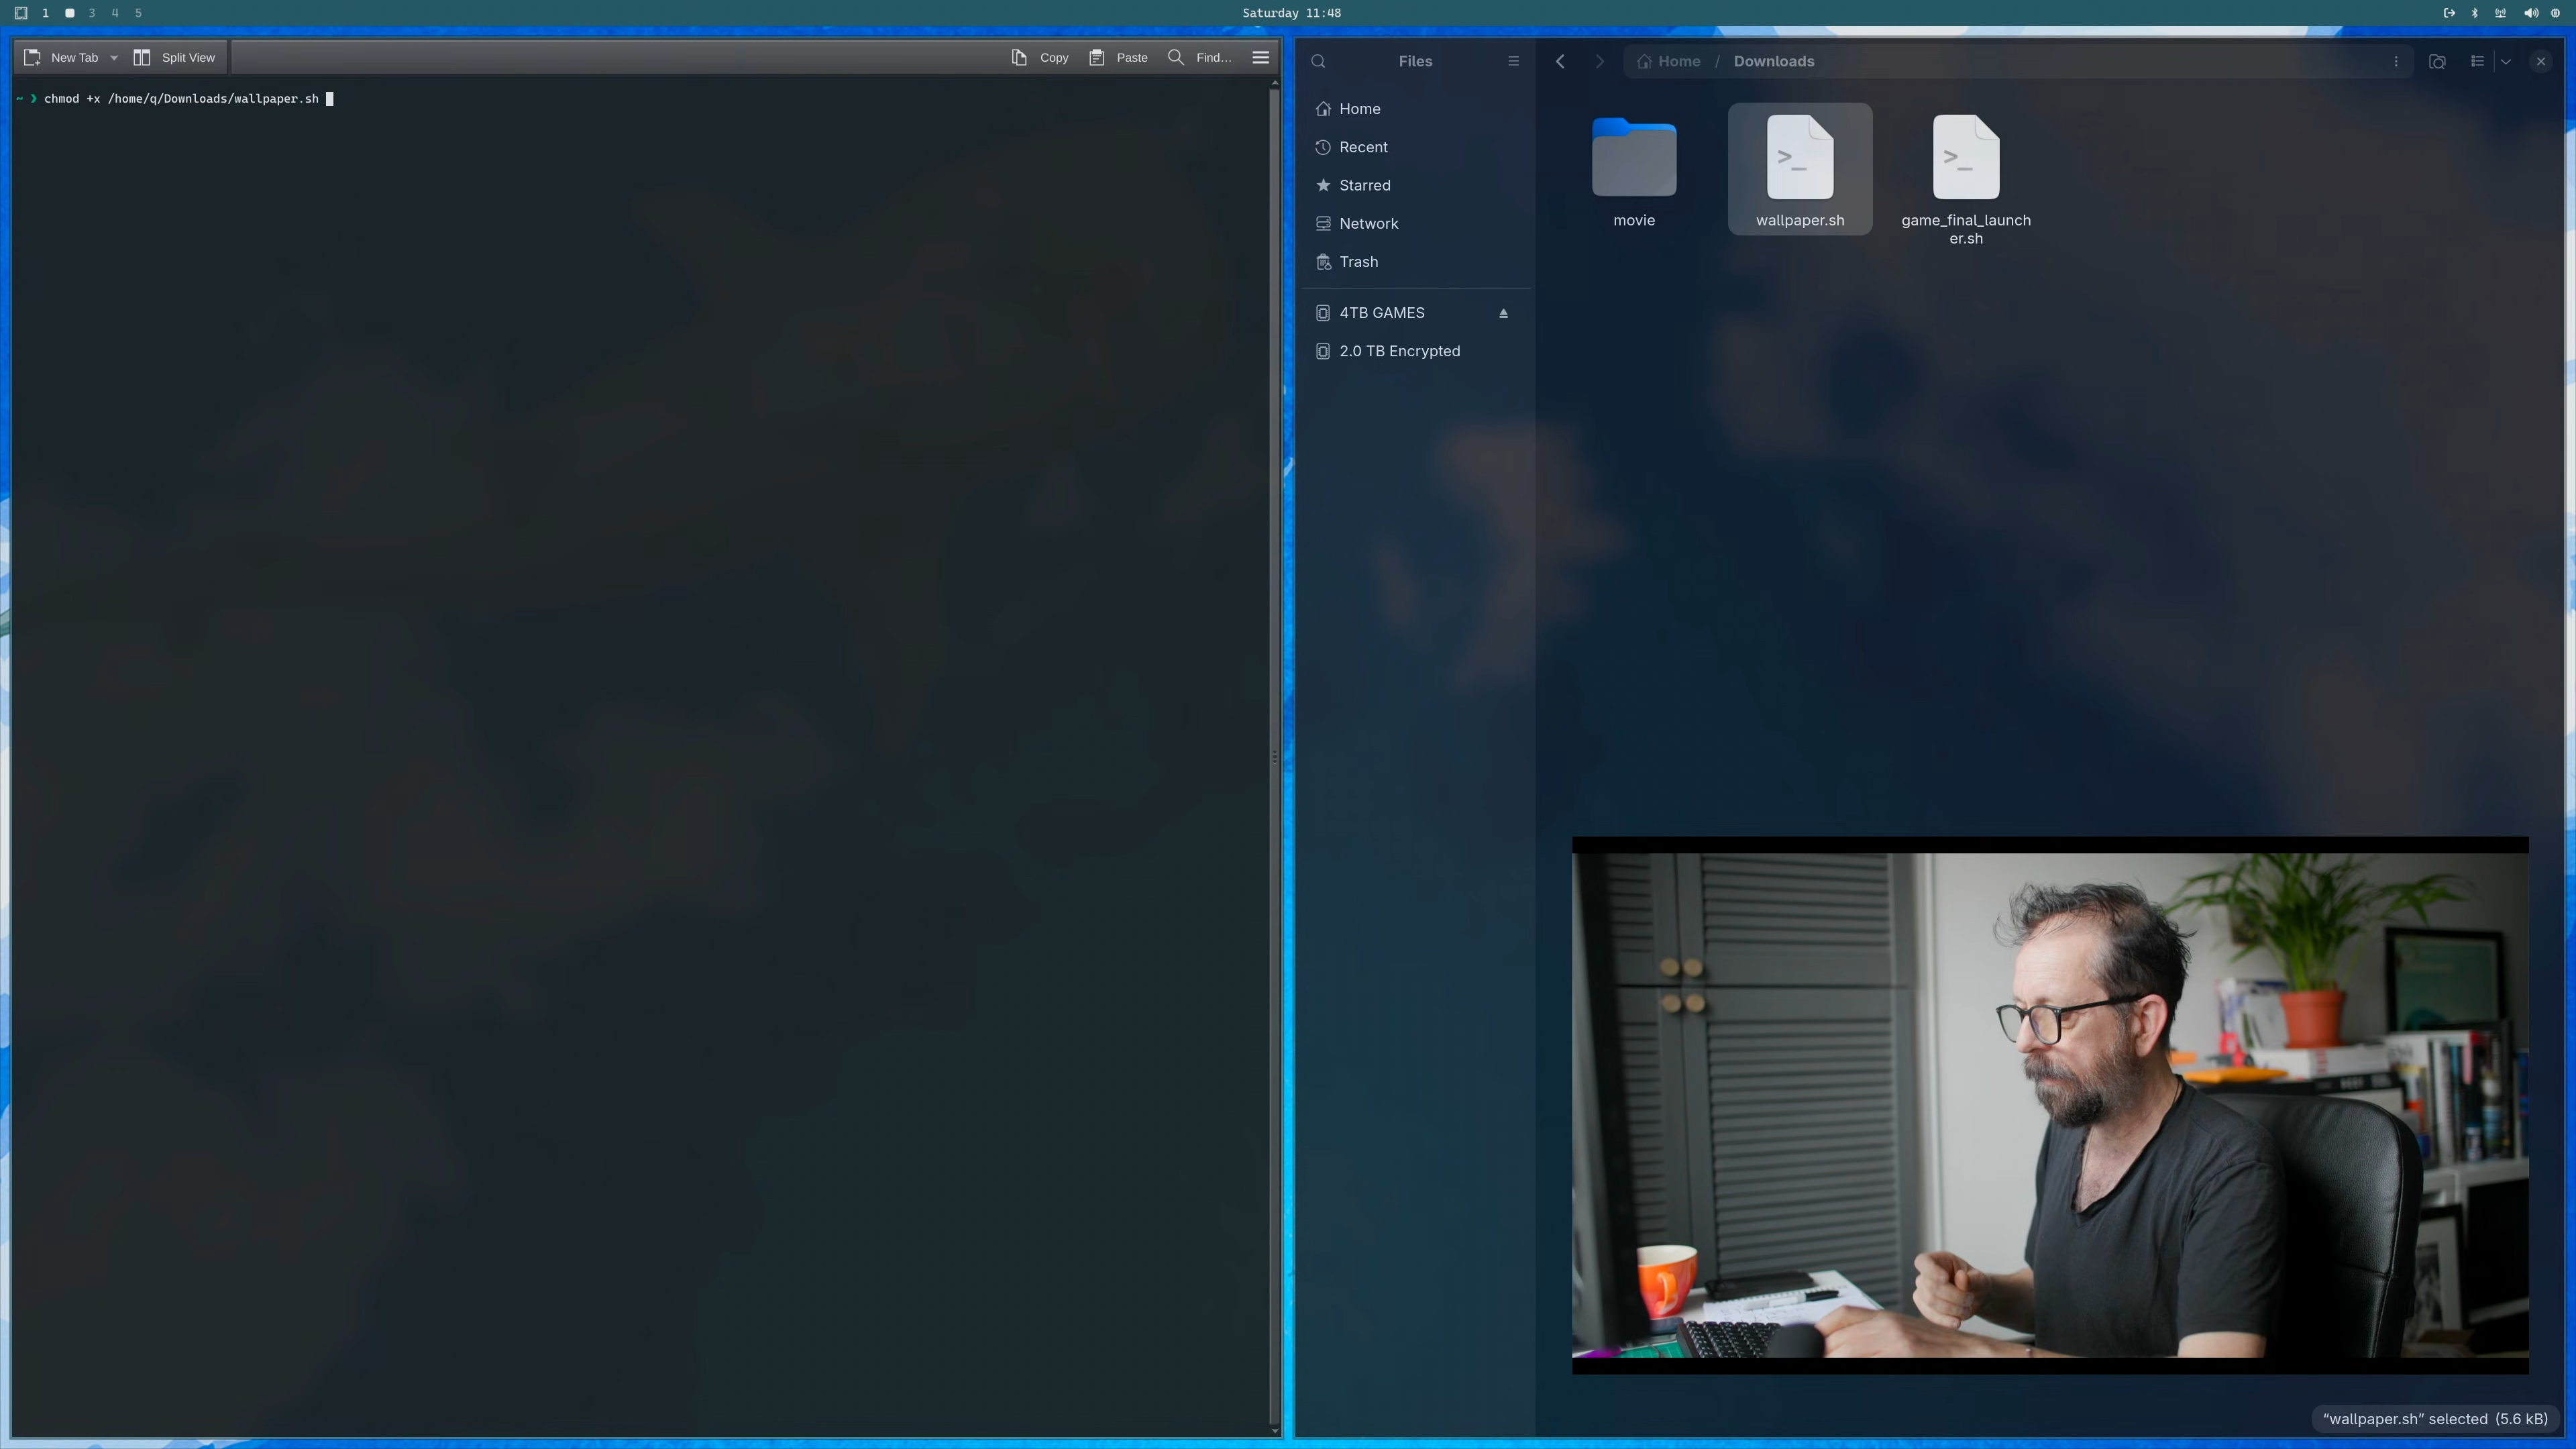 1 3 4 5
Saturday 11:48
New Tab
Split View
Copy
Paste
Find...
~ ❯ chmod +x /home/q/Downloads/wallpaper.sh
Files
Home
Recent
Starred
Network
Trash
4TB GAMES
2.0 TB Encrypted
Home / Downloads
movie
wallpaper.sh
game_final_launch
er.sh
>_
>_
“wallpaper.sh” selected (5.6 kB)